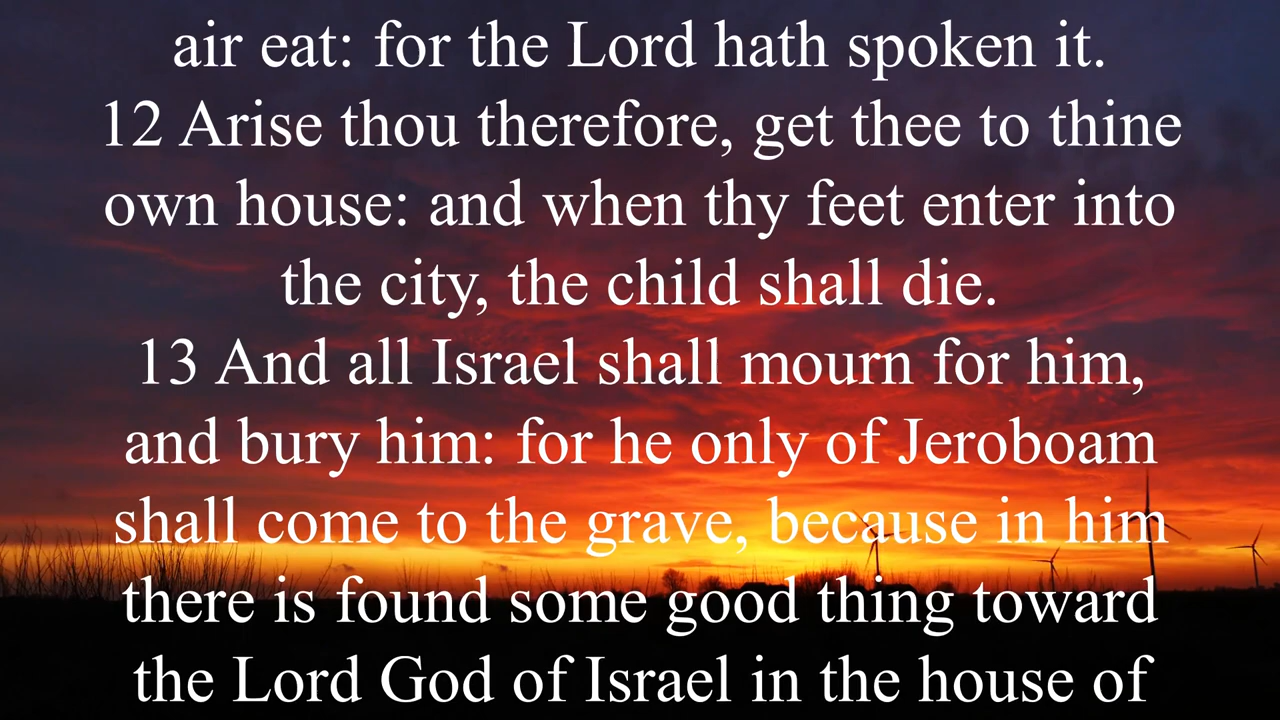 air eat: for the Lord hath spoken it.
12 Arise thou therefore, get thee to thine
own house: and when thy feet enter into
the city, the child shall die.
13 And all Israel shall mourn for him,
and bury him: for he only of Jeroboam
shall come to the grave, because in him
there is found some good thing toward
the Lord God of Israel in the house of